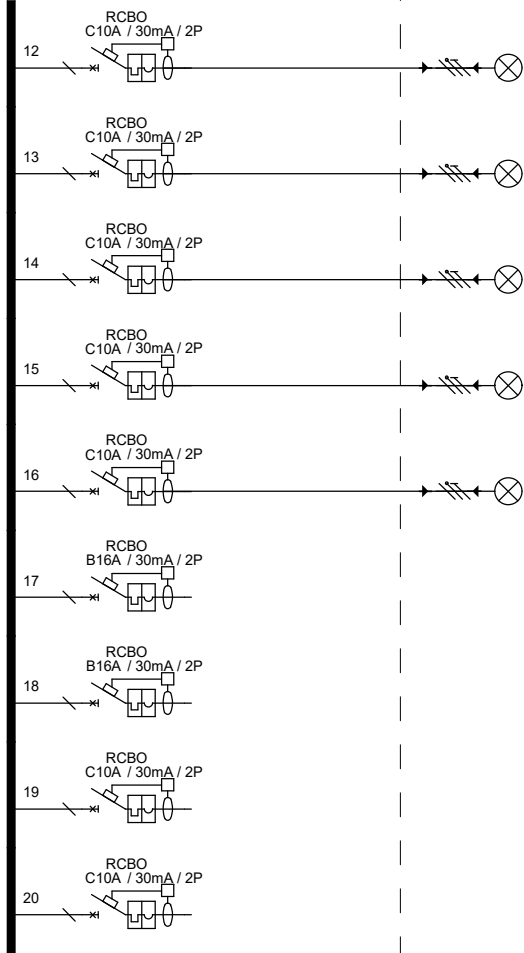 RCBO
C10A / 30mA / 2P
12
RCBO
C10A / 30mA / 2P
13
RCBO
C10A / 30mA / 2P
14
RCBO
C10A / 30mA / 2P
15
RCBO
C10A / 30mA / 2P
16
RCBO
B16A / 30mA / 2P
17
RCBO
B16A / 30mA / 2P
18
RCBO
C10A / 30mA / 2P
19
RCBO
C10A / 30mA / 2P
20